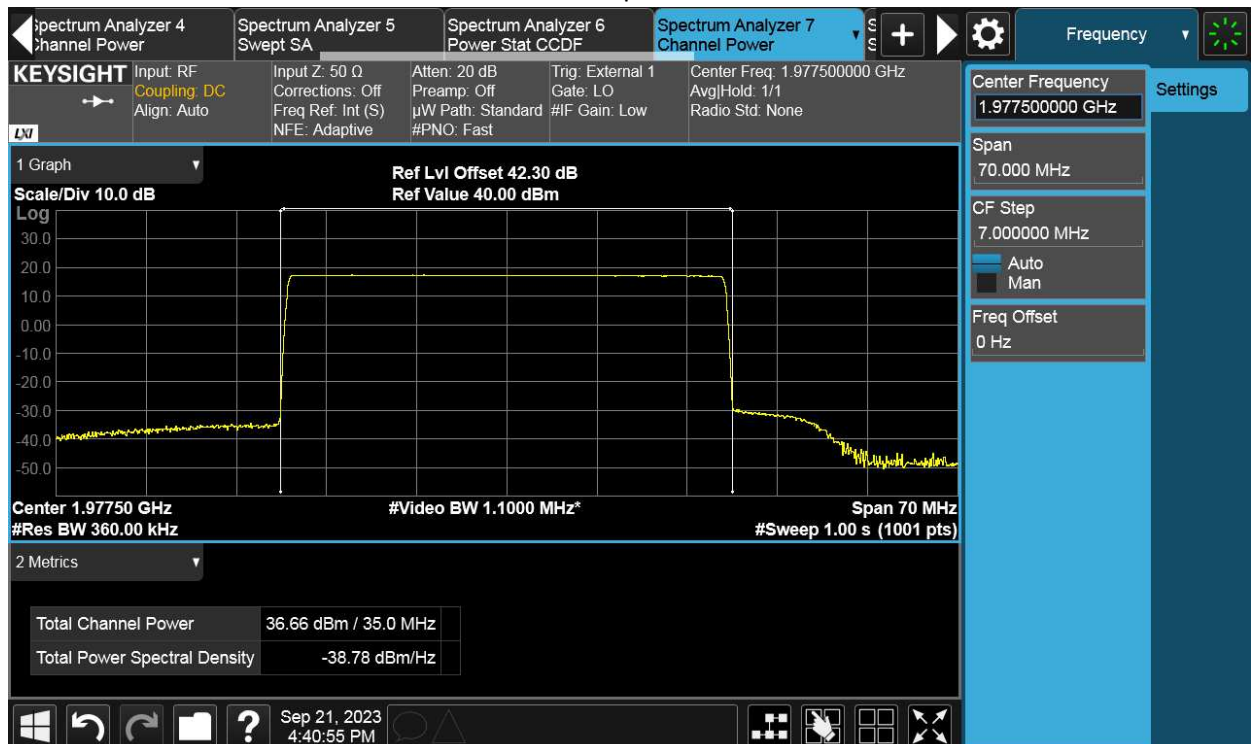 Spectrum Analyzer 4
Channel Power
Spectrum Analyzer 5
Swept SA
Spectrum Analyzer 6
Power Stat CCDF
Spectrum Analyzer 7
Channel Power
S
S
+
Frequency
KEYSIGHT
LXI
Input: RF
Coupling: DC
Align: Auto
Input Z: 50 Ω
Corrections: Off
Freq Ref: Int (S)
NFE: Adaptive
Atten: 20 dB
Preamp: Off
µW Path: Standard
#PNO: Fast
Trig: External 1
Gate: LO
#IF Gain: Low
Center Freq: 1.977500000 GHz
Avg|Hold: 1/1
Radio Std: None
1 Graph
Scale/Div 10.0 dB
Ref Lvl Offset 42.30 dB
Ref Value 40.00 dBm
Log
30.0
20.0
10.0
0.00
-10.0
-20.0
-30.0
-40.0
-50.0
Center 1.97750 GHz
#Res BW 360.00 kHz
#Video BW 1.1000 MHz*
Span 70 MHz
#Sweep 1.00 s (1001 pts)
2 Metrics
Total Channel Power 36.66 dBm / 35.0 MHz
Total Power Spectral Density -38.78 dBm/Hz
Center Frequency
1.977500000 GHz
Span
70.000 MHz
CF Step
7.000000 MHz
Auto
Man
Freq Offset
0 Hz
Settings
?
Sep 21, 2023
4:40:55 PM